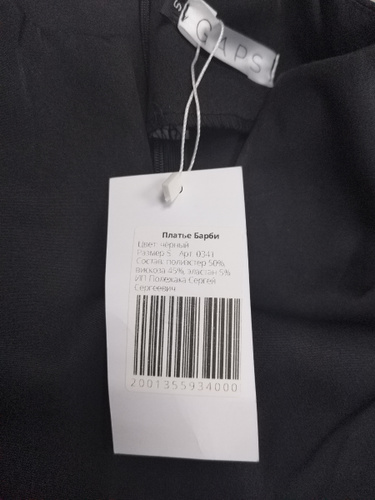 S
GAPS
Платье Барби
Цвет: чёрный
Размер S Арт. 0341
Состав: полиэстер 50%,
вискоза 45%, эластан 5%
ИП Полежака Сергей
Сергеевич
2001355934000